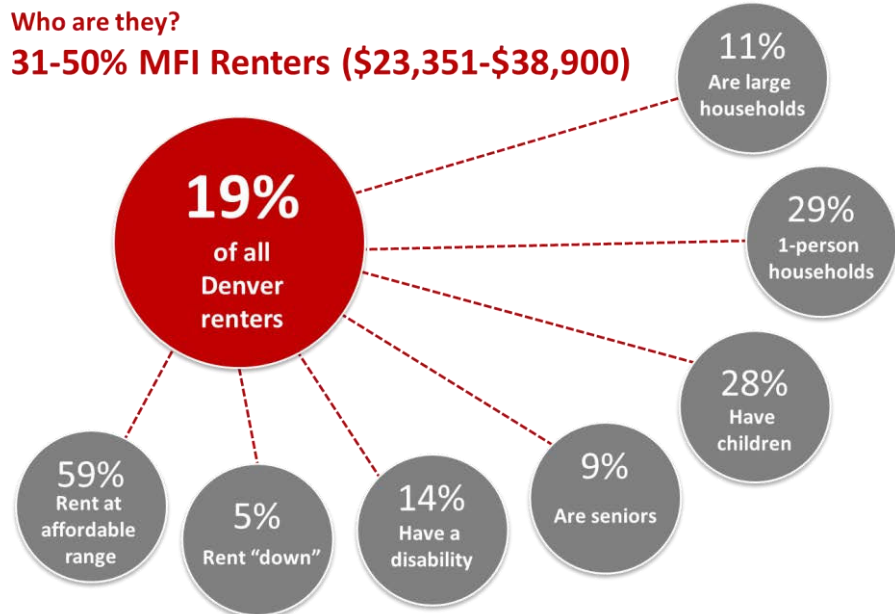 Who are they?
31-50% MFI Renters ($23,351-$38,900)
19%
of all
Denver
renters
11%
Are large
households
29%
1-person
households
28%
Have
children
9%
Are seniors
14%
Have a
disability
5%
Rent “down”
59%
Rent at
affordable
range